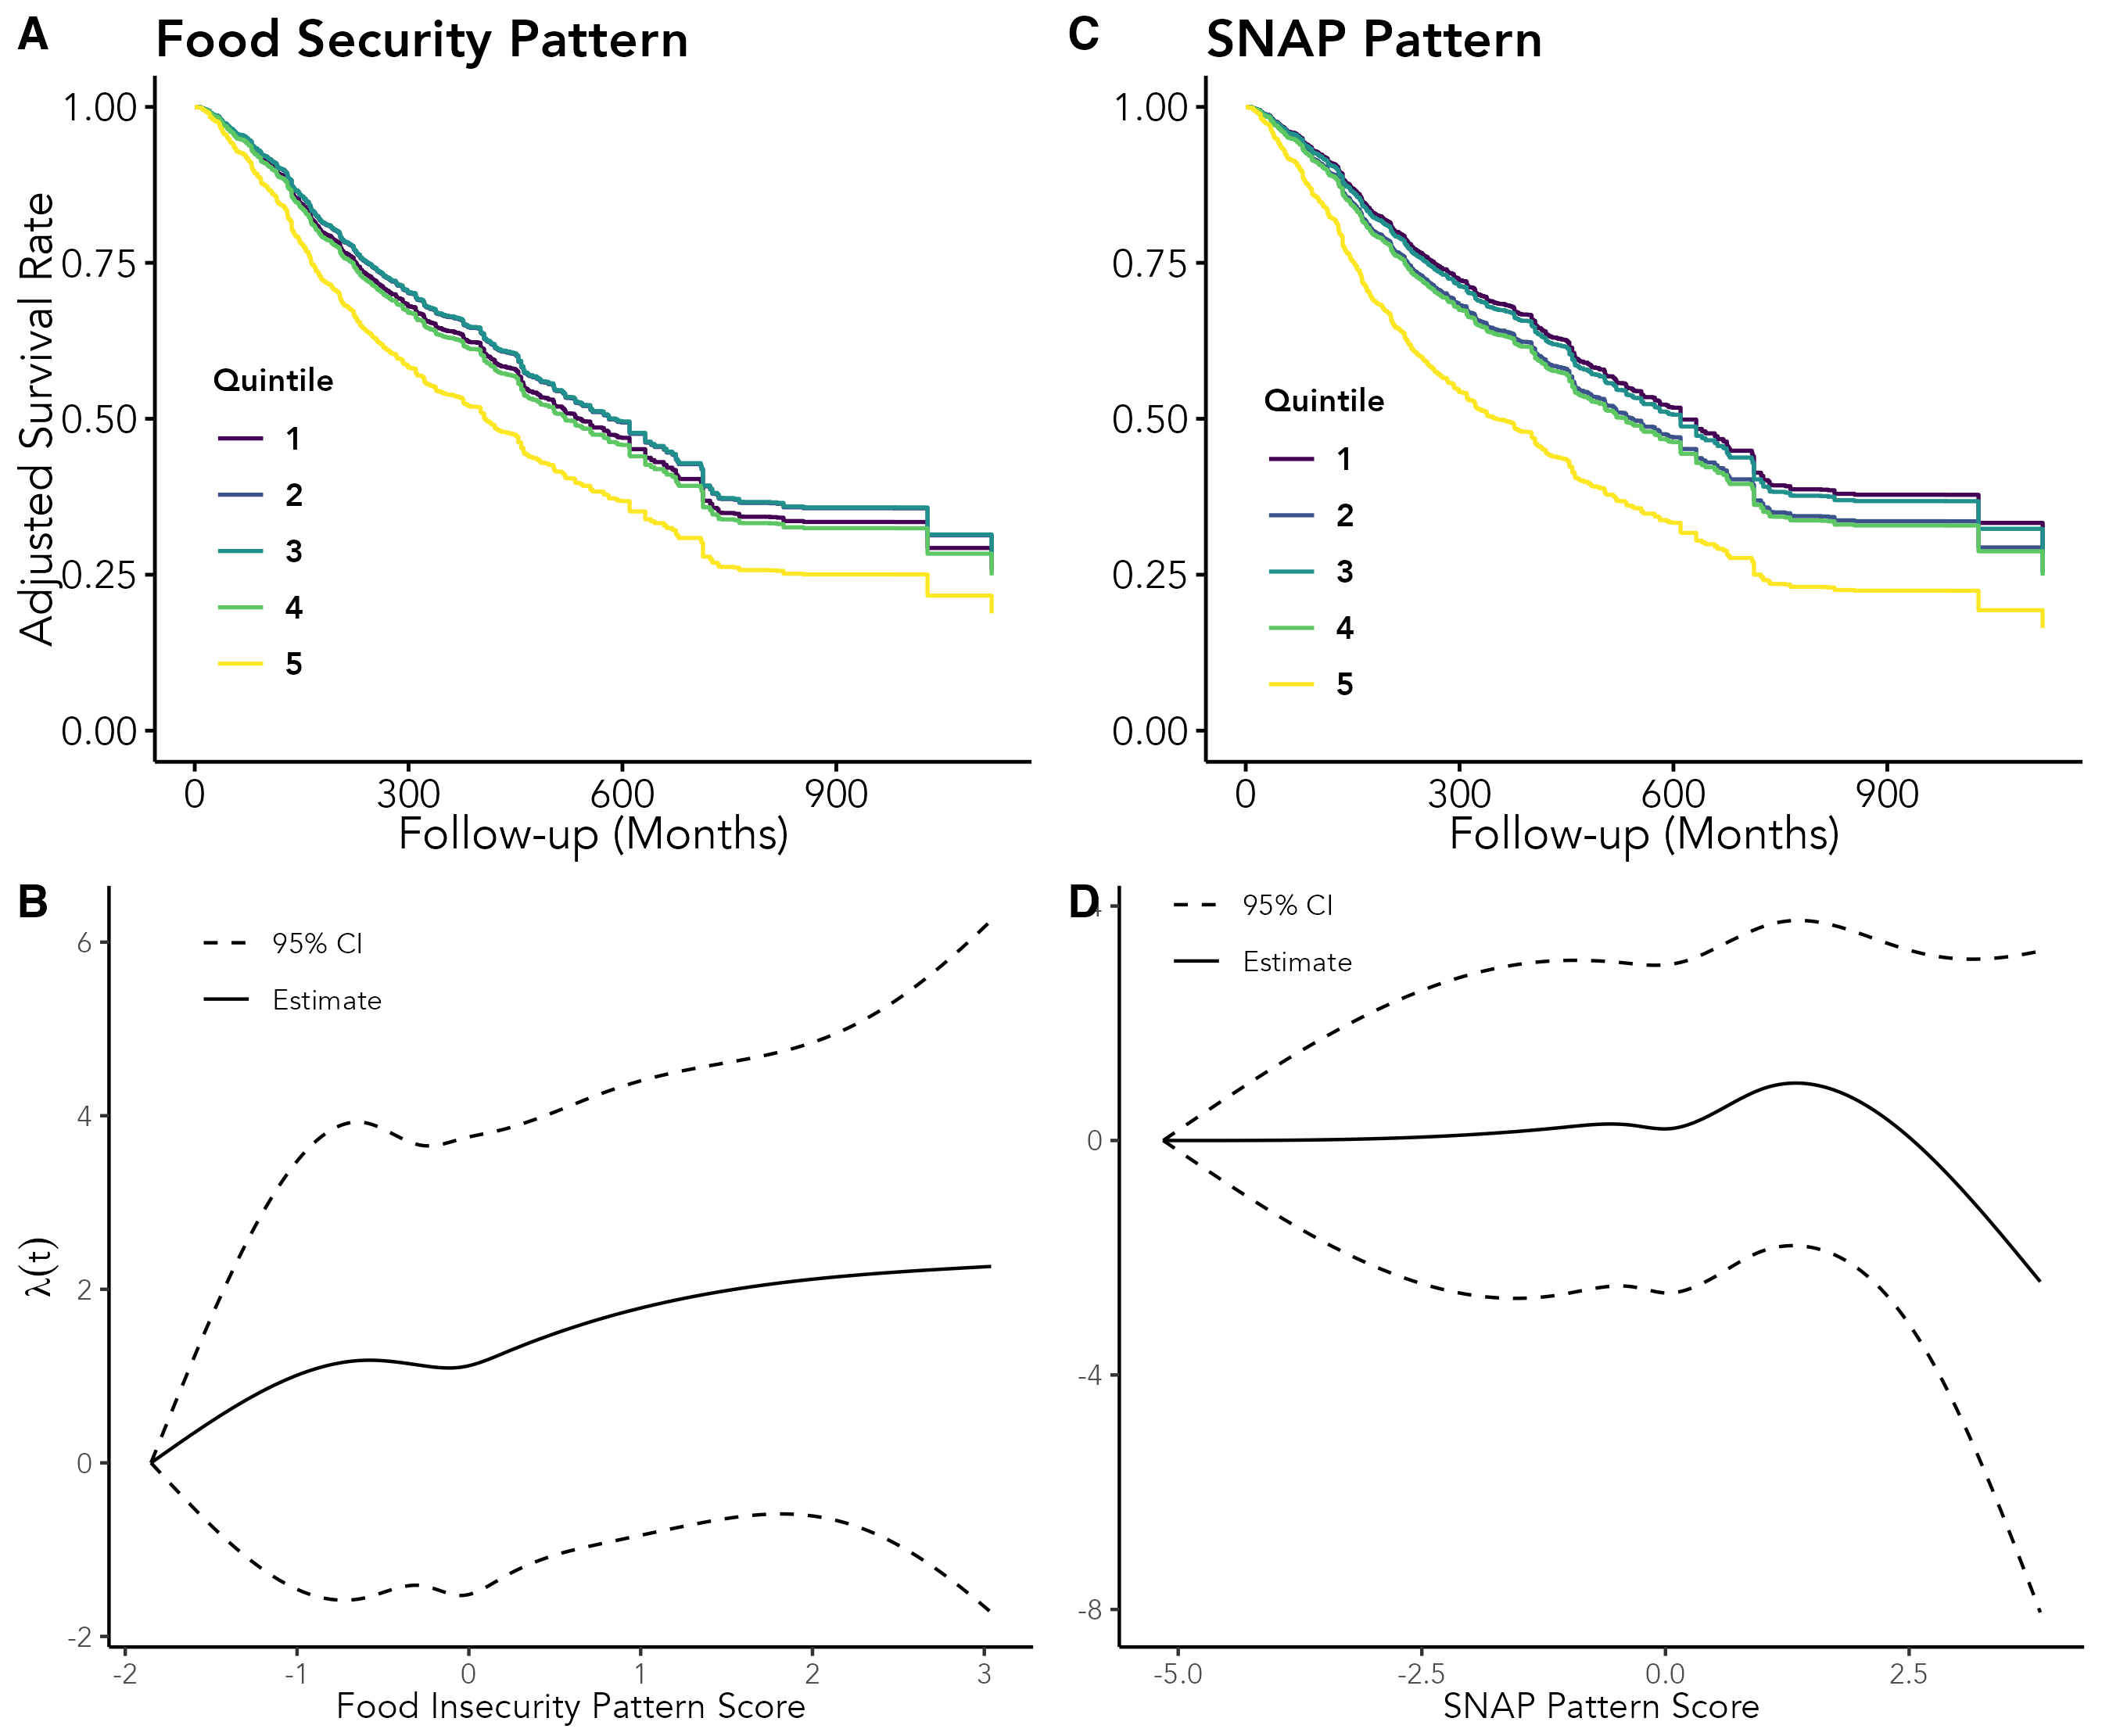 A
Food Security Pattern
Adjusted Survival Rate
1.00
0.75
0.50
0.25
0.00
Quintile
1
2
3
4
5
0 300 600 900
Follow-up (Months)
C
SNAP Pattern
1.00
0.75
0.50
0.25
0.00
Quintile
1
2
3
4
5
0 300 600 900
Follow-up (Months)
B
λ(t)
6
4
2
0
-2
95% CI
Estimate
-2 -1 0 1 2 3
Food Insecurity Pattern Score
D
4
0
-4
-8
95% CI
Estimate
-5.0 -2.5 0.0 2.5
SNAP Pattern Score